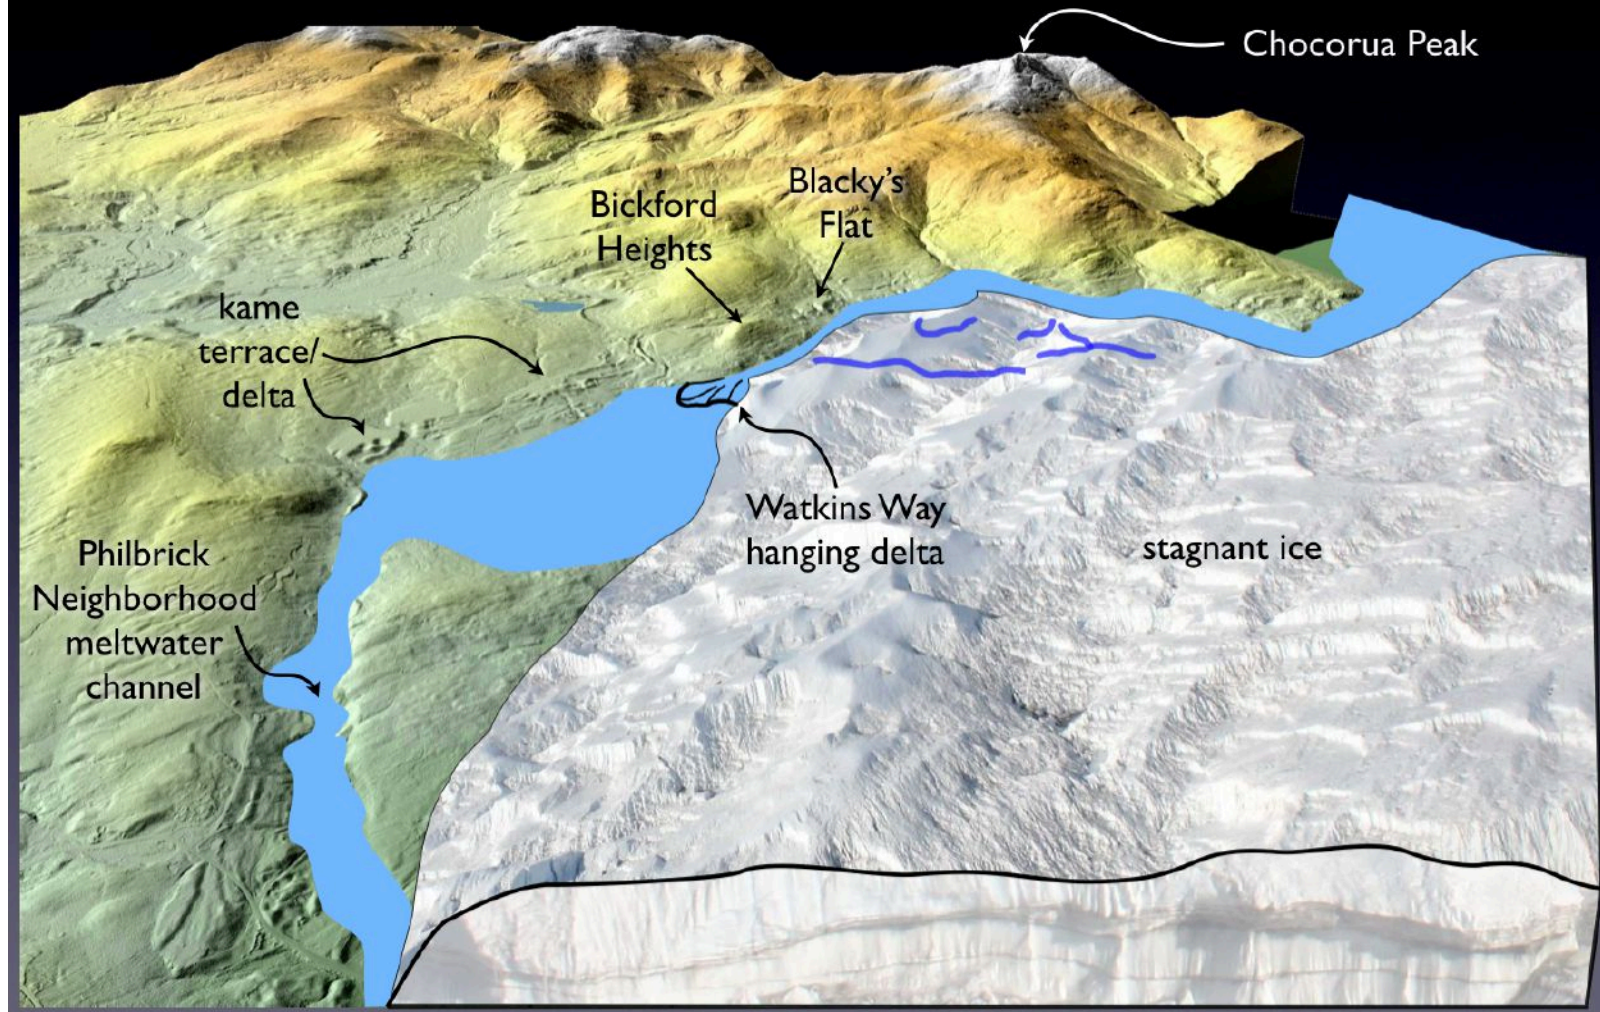 Chocorua Peak
Blacky's
Flat
Bickford
Heights
kame
terrace/
delta
Watkins Way
hanging delta
stagnant ice
Philbrick
Neighborhood
meltwater
channel